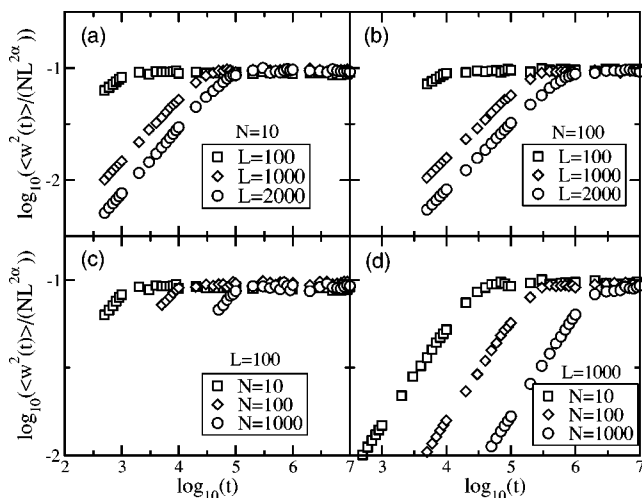 (a)
(b)
log10(<w²(t)>/(NL^2α)
-1
-2
N=10
L=100
L=1000
L=2000
N=100
L=100
L=1000
L=2000
(c)
(d)
log10(<w²(t)>/(NL^2α)
-1
-2
-1
-2
L=100
N=10
N=100
N=1000
L=1000
N=10
N=100
N=1000
2 3 4 5 6 7
4 5 6 7
log10(t)
log10(t)